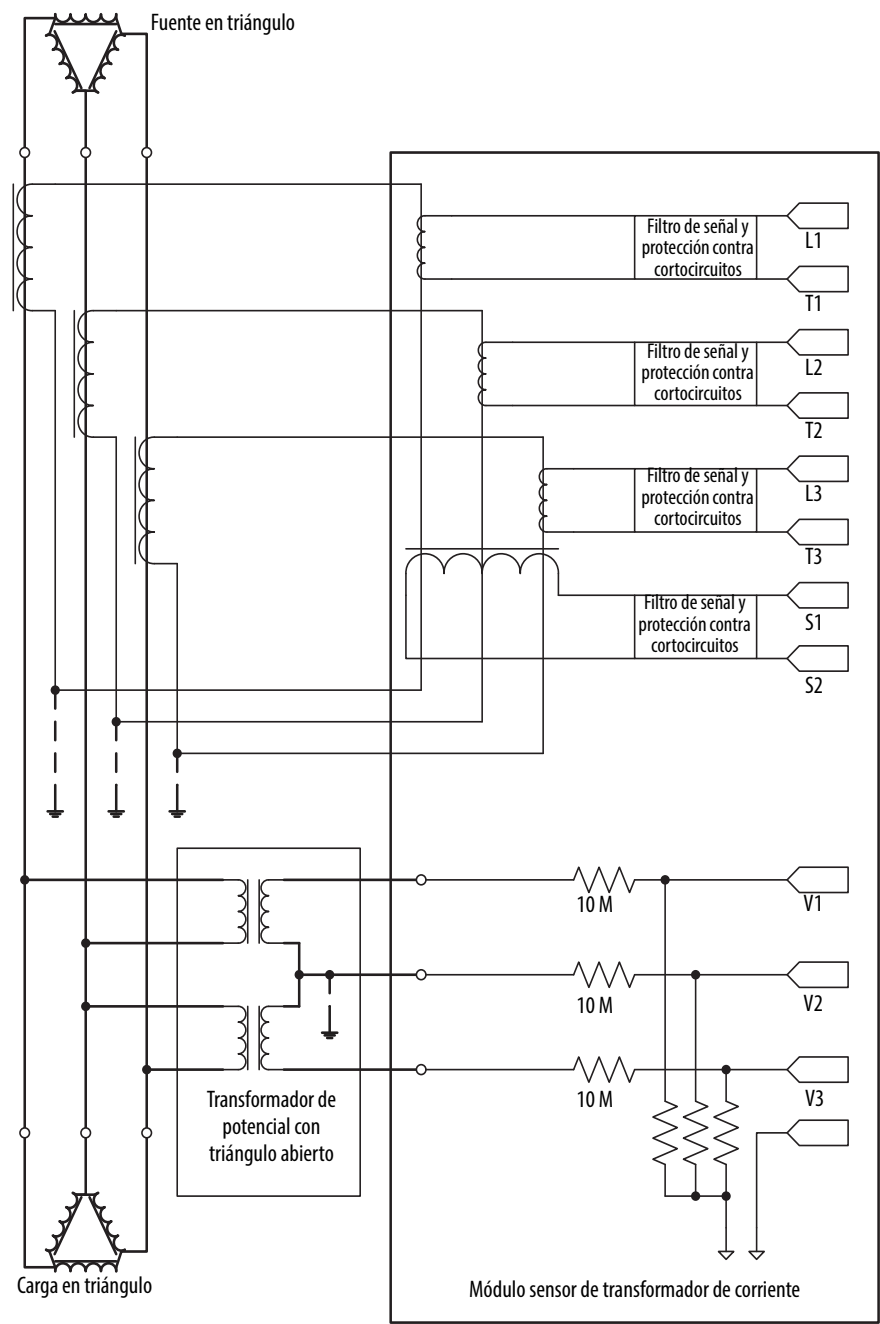 Fuente en triángulo
Filtro de señal y
protección contra
cortocircuitos
L1
T1
Filtro de señal y
protección contra
cortocircuitos
L2
T2
Filtro de señal y
protección contra
cortocircuitos
L3
T3
Filtro de señal y
protección contra
cortocircuitos
S1
S2
10 M
V1
10 M
V2
10 M
V3
Transformador de
potencial con
triángulo abierto
Carga en triángulo
Módulo sensor de transformador de corriente